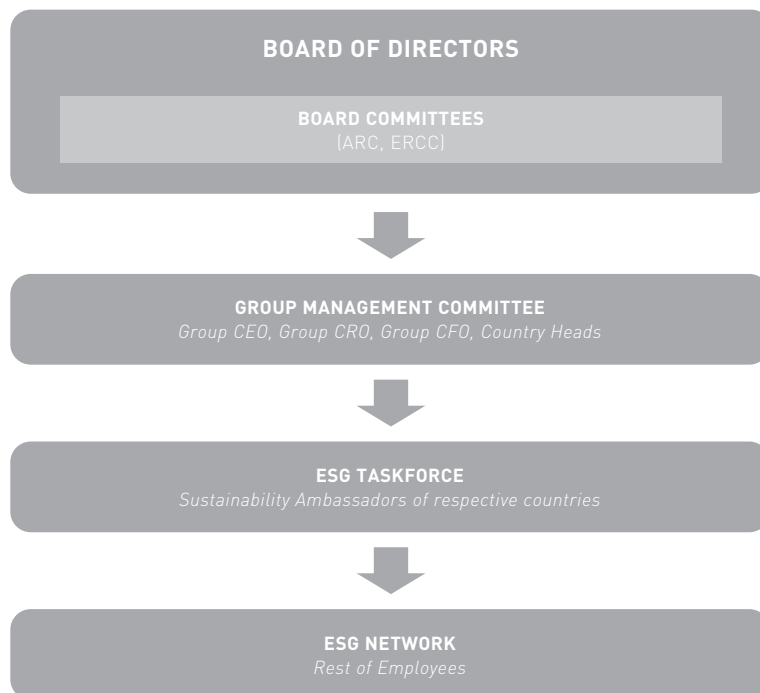 BOARD OF DIRECTORS
BOARD COMMITTEES
(ARC, ERCC)
GROUP MANAGEMENT COMMITTEE
Group CEO, Group CRO, Group CFO, Country Heads
ESG TASKFORCE
Sustainability Ambassadors of respective countries
ESG NETWORK
Rest of Employees